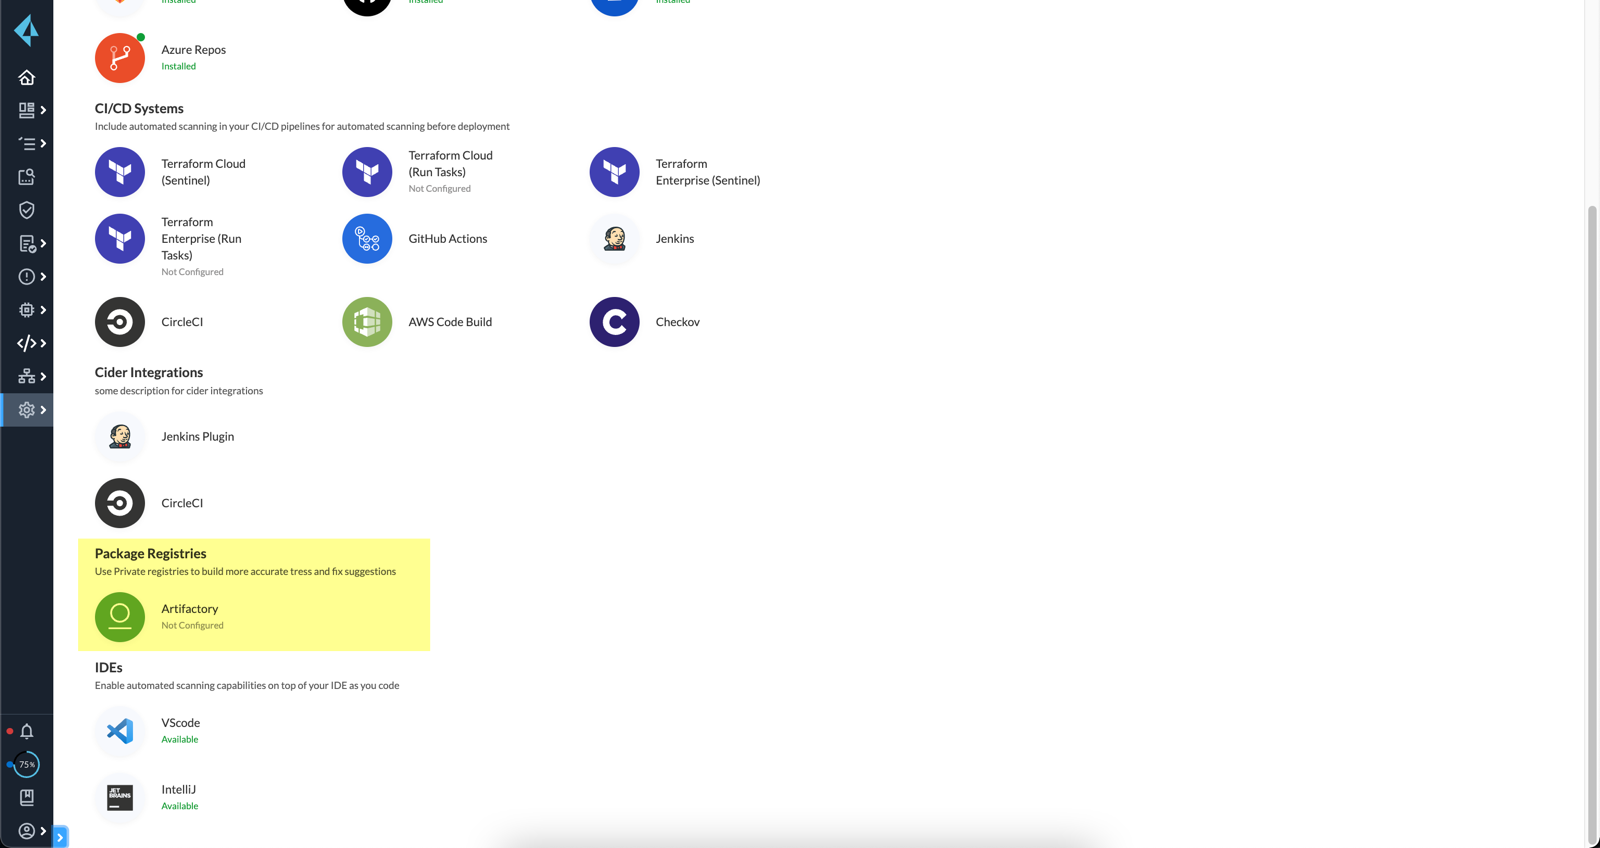 Installed
Installed
Installed
Azure Repos
Installed
CI/CD Systems
Include automated scanning in your CI/CD pipelines for automated scanning before deployment
Terraform Cloud
(Sentinel)
Terraform Cloud
(Run Tasks)
Not Configured
Terraform
Enterprise (Sentinel)
Terraform
Enterprise (Run
Tasks)
Not Configured
GitHub Actions
Jenkins
CircleCI
AWS Code Build
Checkov
Cider Integrations
some description for cider integrations
Jenkins Plugin
CircleCI
Package Registries
Use Private registries to build more accurate tress and fix suggestions
Artifactory
Not Configured
IDEs
Enable automated scanning capabilities on top of your IDE as you code
VScode
Available
JET
BRAINS
IntelliJ
Available
75%